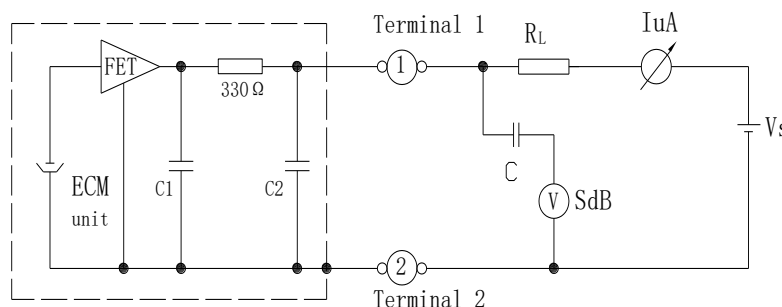 Terminal 1
RL
IuA
FET
1
330Ω
Vs
C1
C2
C
ECM
unit
V
SdB
2
Terminal 2